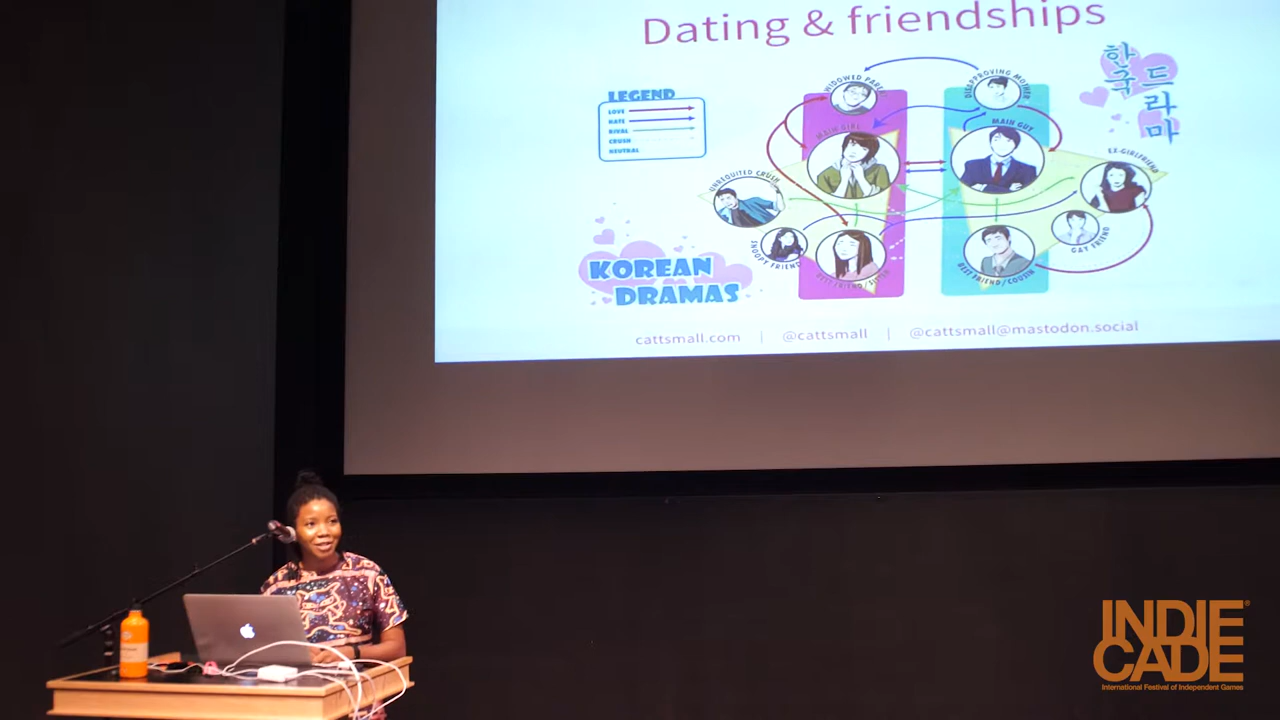 Dating & friendships
LEGEND
LOVE
HATE
RIVAL
CRUSH
NEUTRAL
WIDOWED PARENT
DISAPPROVING MOTHER
한국
드라마
MAIN GIRL
MAIN GUY
EX-GIRLFRIEND
UNREQUITED CRUSH
SNOOPY FRIEND
BEST FRIEND/SISTER
BEST FRIEND/COUSIN
GAY FRIEND
KOREAN
DRAMAS
cattsmall.com | @cattsmall | @cattsmall@mastodon.social
INDIE
CADE
International Festival of Independent Games